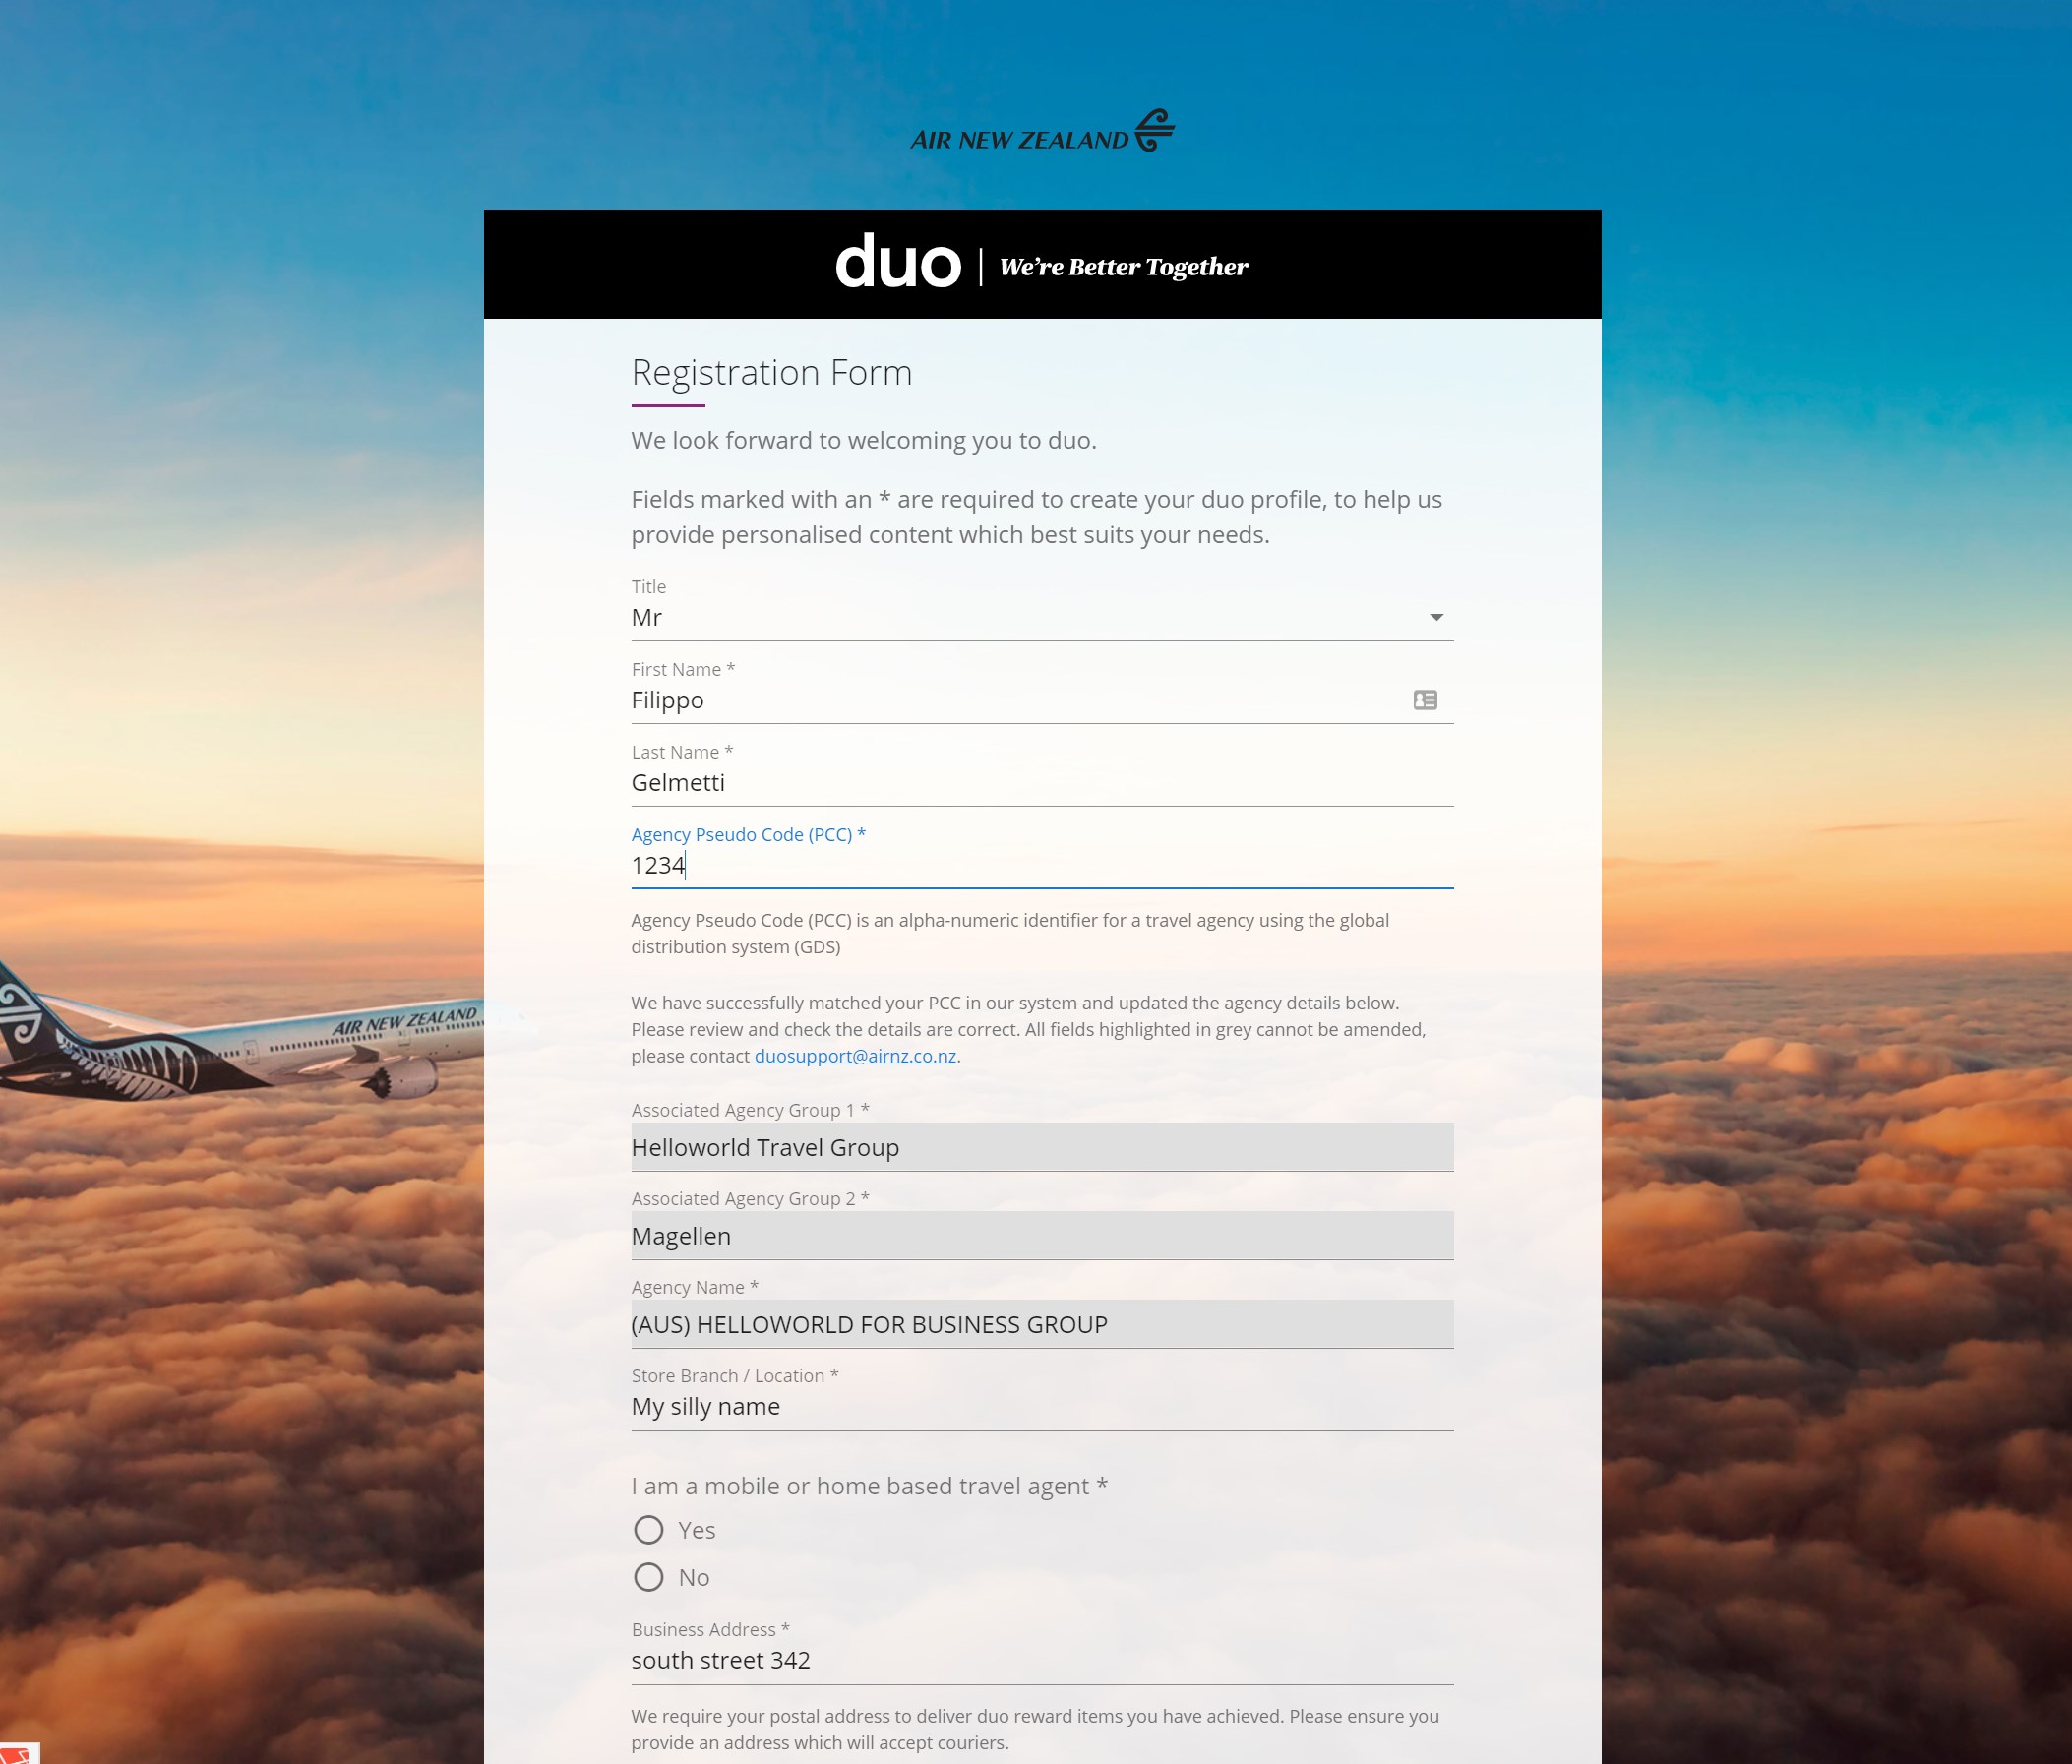 AIR NEW ZEALAND
duo | We're Better Together
Registration Form
We look forward to welcoming you to duo.
Fields marked with an * are required to create your duo profile, to help us
provide personalised content which best suits your needs.
Title
Mr
First Name *
Filippo
Last Name *
Gelmetti
Agency Pseudo Code (PCC) *
1234
Agency Pseudo Code (PCC) is an alpha-numeric identifier for a travel agency using the global
distribution system (GDS)
We have successfully matched your PCC in our system and updated the agency details below.
Please review and check the details are correct. All fields highlighted in grey cannot be amended,
please contact duosupport@airnz.co.nz.
AIR NEW ZEALAND
Associated Agency Group 1 *
Helloworld Travel Group
Associated Agency Group 2 *
Magellen
Agency Name *
(AUS) HELLOWORLD FOR BUSINESS GROUP
Store Branch / Location *
My silly name
I am a mobile or home based travel agent *
Yes
No
Business Address *
south street 342
We require your postal address to deliver duo reward items you have achieved. Please ensure you
provide an address which will accept couriers.